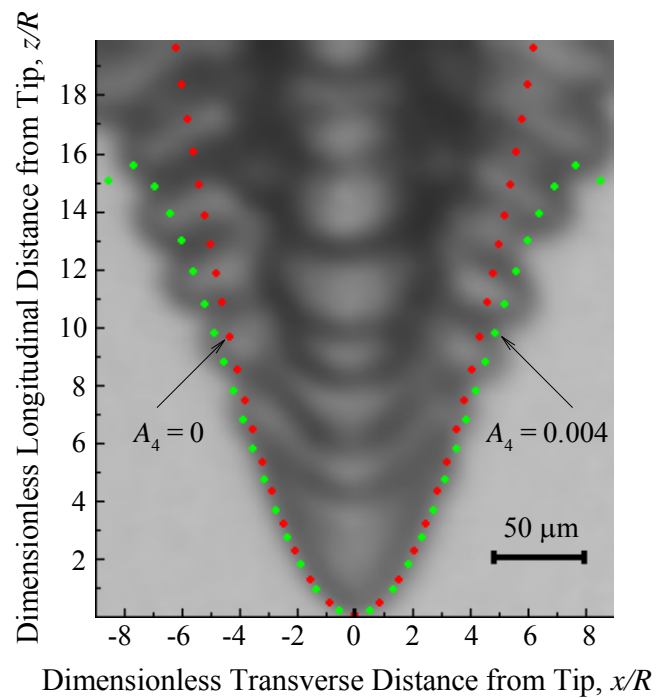 Dimensionless Longitudinal Distance from Tip, z/R
18
16
14
12
10
8
6
4
2
A₄ = 0
A₄ = 0.004
50 μm
-8 -6 -4 -2 0 2 4 6 8
Dimensionless Transverse Distance from Tip, x/R